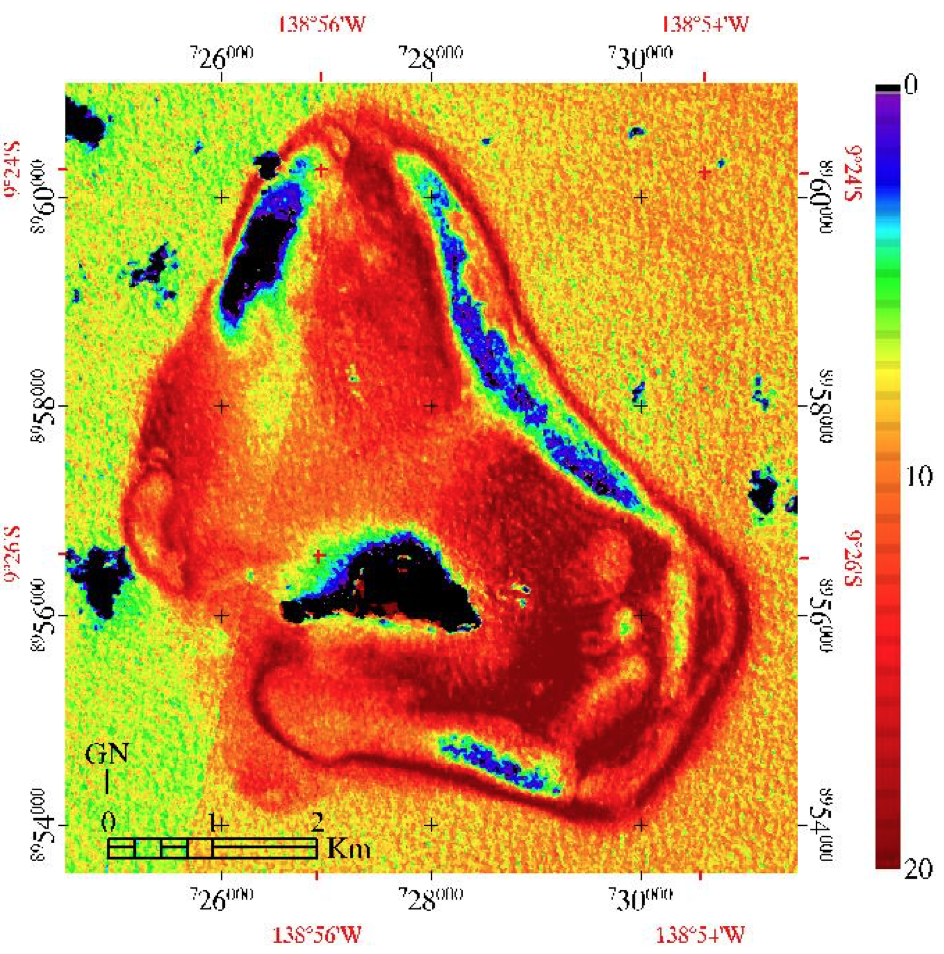 138°56'W 138°54'W
726000 728000 730000
0
9°24'S 9°24'S
8960000 8960000
8958000 8958000
10
9°26'S 9°26'S
8956000 8956000
GN
0 1 2
Km
8954000 8954000
20
726000 728000 730000
138°56'W 138°54'W